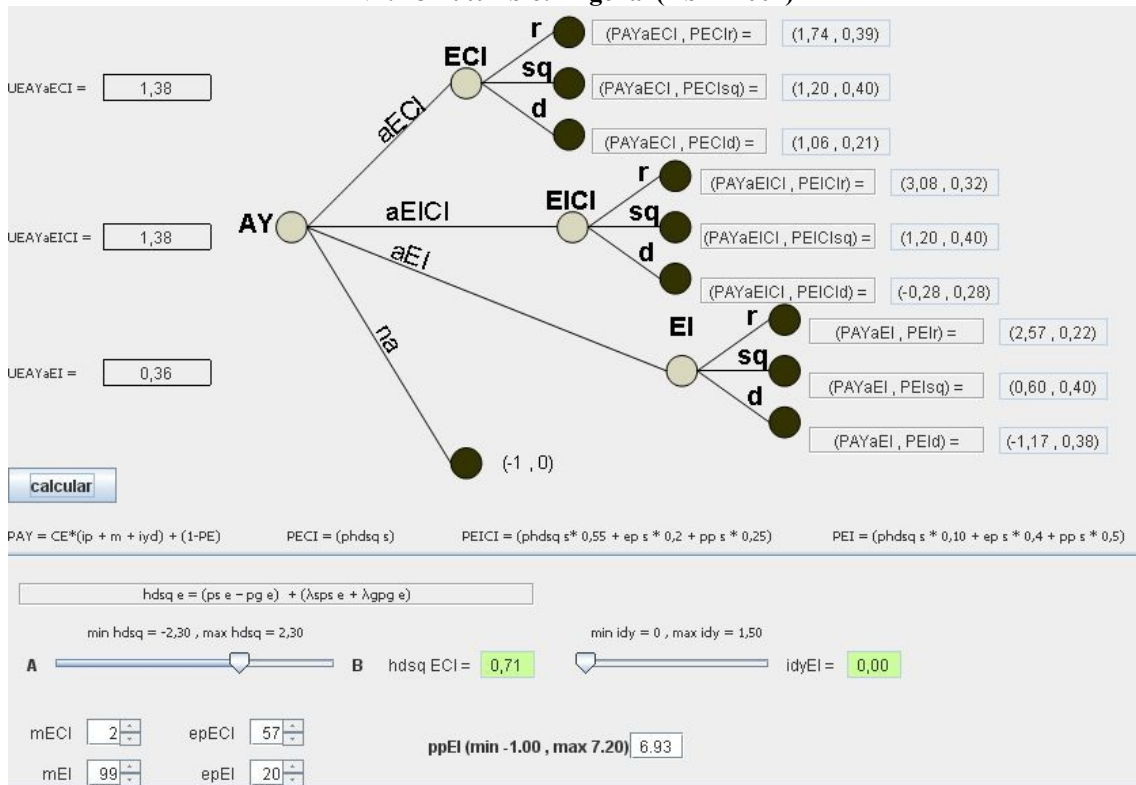 r (PAYaECI , PECIr) = (1,74 , 0,39)
ECI
UEAYaECI = 1,38
sq (PAYaECI , PECIsq) = (1,20 , 0,40)
aECI
d (PAYaECI , PECId) = (1,06 , 0,21)
r (PAYaEICI , PEICIr) = (3,08 , 0,32)
UEAYaEICI = 1,38
AY aEICI EICI
sq (PAYaEICI , PEICIsq) = (1,20 , 0,40)
d (PAYaEICI , PEICId) = (-0,28 , 0,28)
aEI
EI
r (PAYaEI , PEIr) = (2,57 , 0,22)
na
UEAYaEI = 0,36
sq (PAYaEI , PEIsq) = (0,60 , 0,40)
d (PAYaEI , PEId) = (-1,17 , 0,38)
(-1 , 0)
calcular
PAY = CE*(ip + m + iyd) + (1-PE) PECI = (phdsq s) PEICI = (phdsq s* 0,55 + ep s * 0,2 + pp s * 0,25) PEI = (phdsq s * 0,10 + ep s * 0,4 + pp s * 0,5)
hdsq e = (ps e – pg e) + (λsps e + λgpg e)
min hdsq = -2,30 , max hdsq = 2,30 min idy = 0 , max idy = 1,50
A B hdsq ECI = 0,71 idyEI = 0,00
mECI 2 epECI 57
ppEI (min -1.00 , max 7.20) 6.93
mEI 99 epEI 20